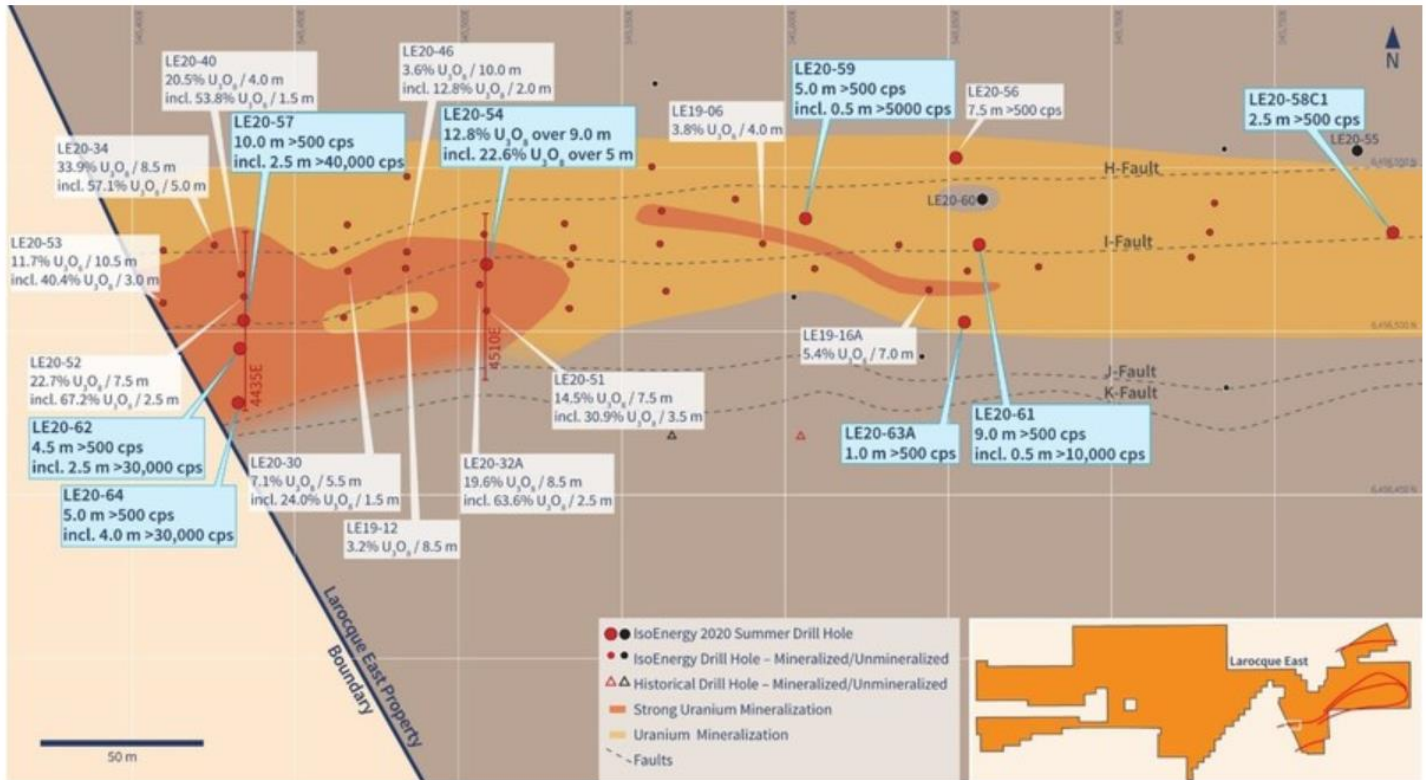 N
LE20-40
20.5% U₃O₈ / 4.0 m
incl. 53.8% U₃O₈ / 1.5 m
LE20-46
3.6% U₃O₈ / 10.0 m
incl. 12.8% U₃O₈ / 2.0 m
LE20-59
5.0 m >500 cps
incl. 0.5 m >5000 cps
LE20-56
7.5 m >500 cps
LE20-58C1
2.5 m >500 cps
LE20-57
10.0 m >500 cps
incl. 2.5 m >40,000 cps
LE20-54
12.8% U₃O₈ over 9.0 m
incl. 22.6% U₃O₈ over 5 m
LE19-06
3.8% U₃O₈ / 4.0 m
LE20-55
LE20-34
33.9% U₃O₈ / 8.5 m
incl. 57.1% U₃O₈ / 5.0 m
H-Fault
LE20-60
I-Fault
LE20-53
11.7% U₃O₈ / 10.5 m
incl. 40.4% U₃O₈ / 3.0 m
4435E
4510E
LE19-16A
5.4% U₃O₈ / 7.0 m
LE20-52
22.7% U₃O₈ / 7.5 m
incl. 67.2% U₃O₈ / 2.5 m
LE20-51
14.5% U₃O₈ / 7.5 m
incl. 30.9% U₃O₈ / 3.5 m
J-Fault
K-Fault
LE20-62
4.5 m >500 cps
incl. 2.5 m >30,000 cps
LE20-63A
1.0 m >500 cps
LE20-61
9.0 m >500 cps
incl. 0.5 m >10,000 cps
LE20-30
7.1% U₃O₈ / 5.5 m
incl. 24.0% U₃O₈ / 1.5 m
LE20-32A
19.6% U₃O₈ / 8.5 m
incl. 63.6% U₃O₈ / 2.5 m
LE20-64
5.0 m >500 cps
incl. 4.0 m >30,000 cps
LE19-12
3.2% U₃O₈ / 8.5 m
Larocque East Property
Boundary
50 m
IsoEnergy 2020 Summer Drill Hole
IsoEnergy Drill Hole – Mineralized/Unmineralized
Historical Drill Hole – Mineralized/Unmineralized
Strong Uranium Mineralization
Uranium Mineralization
Faults
Larocque East